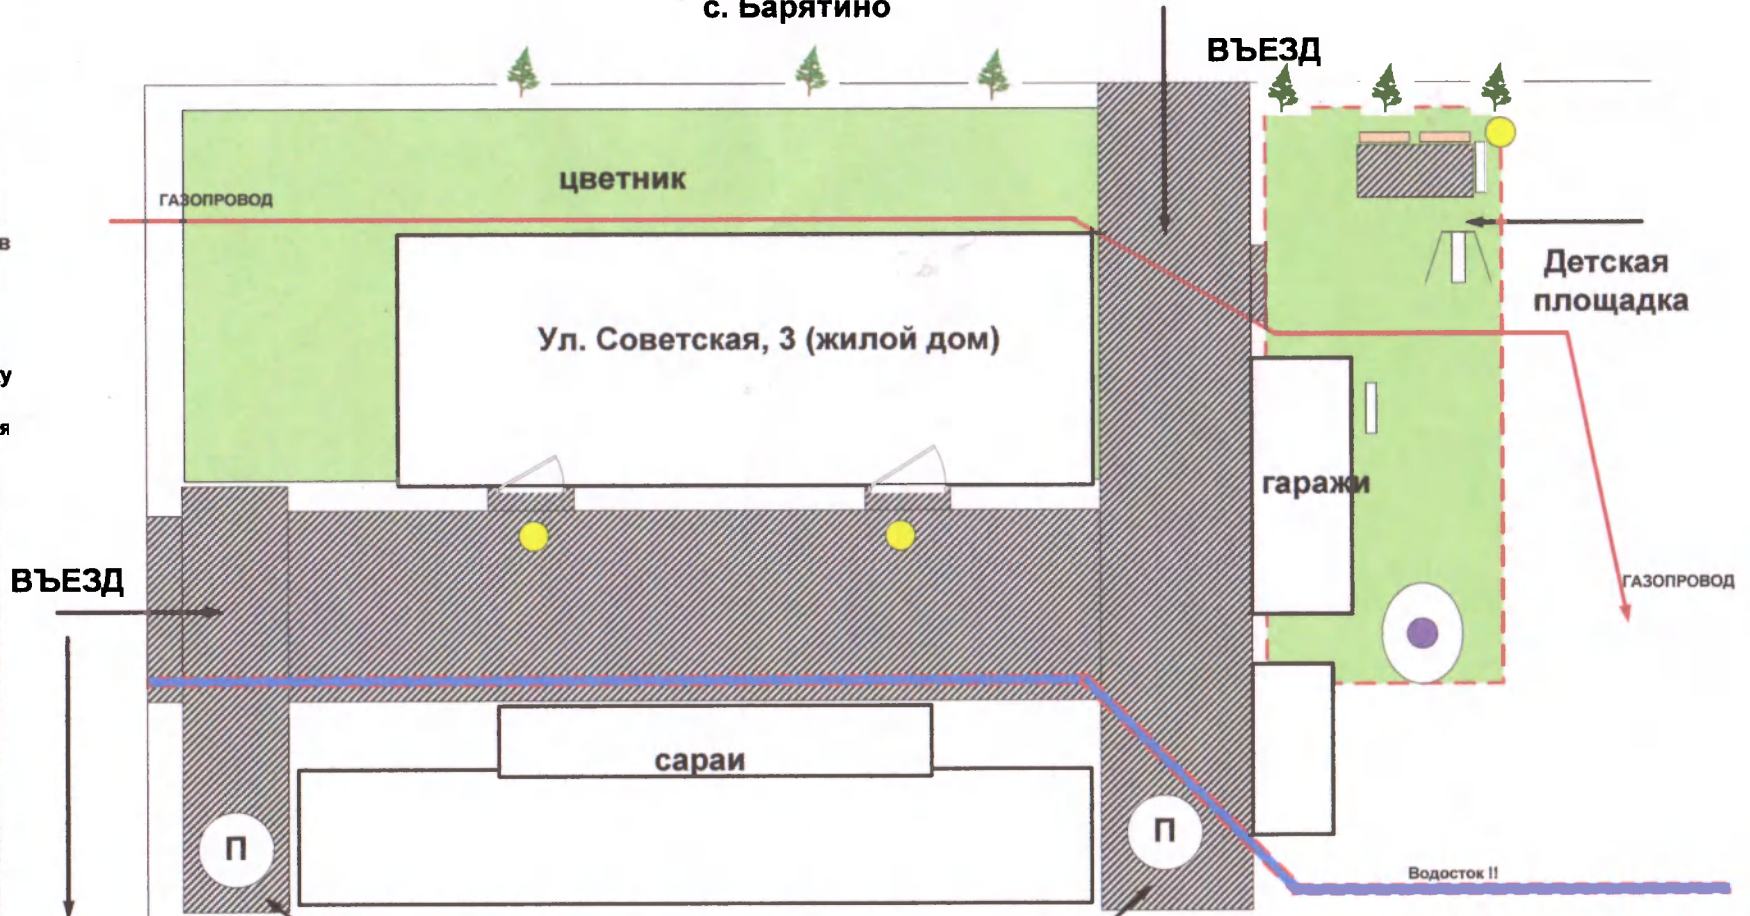 с. Барятино
ВЪЕЗД
цветник
ГАЗОПРОВОД
в
Детская
площадка
Ул. Советская, 3 (жилой дом)
у
я
гаражи
ВЪЕЗД
ГАЗОПРОВОД
сараи
П
П
Водосток !!